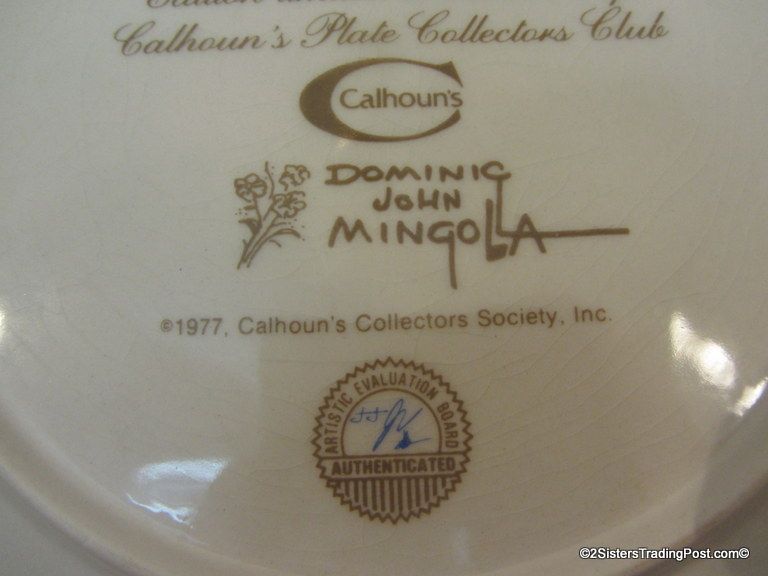 Calhoun's Plate Collectors Club
Calhoun's
DOMINIC
JOHN
MINGOLLA
©1977, Calhoun's Collectors Society, Inc.
ARTISTIC EVALUATION BOARD
AUTHENTICATED
©2SistersTradingPost.com©